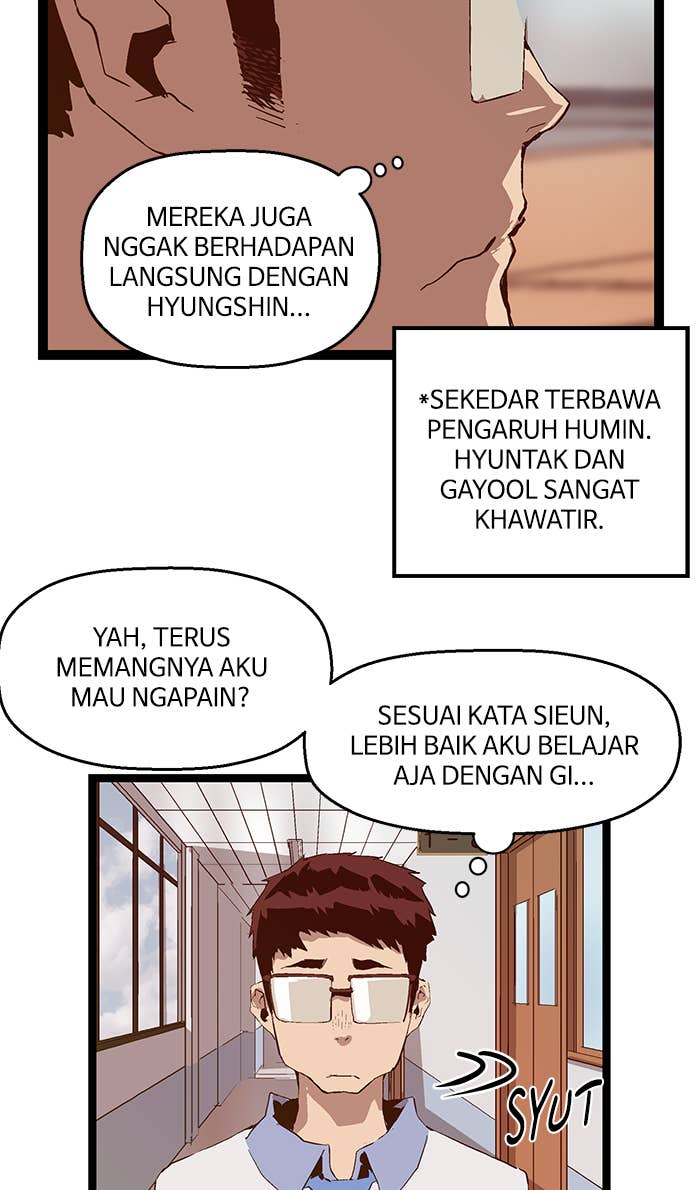 MEREKA JUGA
NGGAK BERHADAPAN
LANGSUNG DENGAN
HYUNGSHIN...
*SEKEDAR TERBAWA
PENGARUH HUMIN.
HYUNTAK DAN
GAYOOL SANGAT
KHAWATIR.
YAH, TERUS
MEMANGNYA AKU
MAU NGAPAIN?
SESUAI KATA SIEUN,
LEBIH BAIK AKU BELAJAR
AJA DENGAN GI...
SYUT